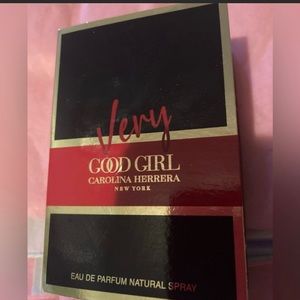 Very
GOOD GIRL
CAROLINA HERRERA
NEW YORK
EAU DE PARFUM NATURAL SPRAY